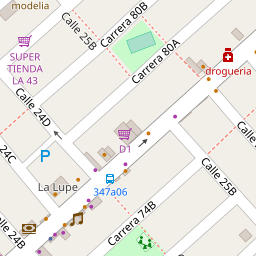 modelia
Carrera 80B
Calle 25B
Carrera 80A
SUPER
TIENDA
LA 43
drogueria
Calle 24D
D1
P
24C
La Lupe
347a06
Calle 25B
Carrera 74B
Calle 24B